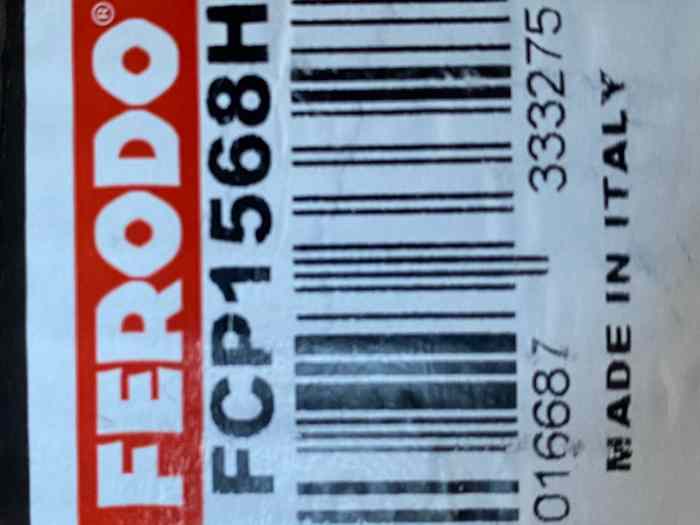 FERODO®
FCP1568H
016687 333275
MADE IN ITALY